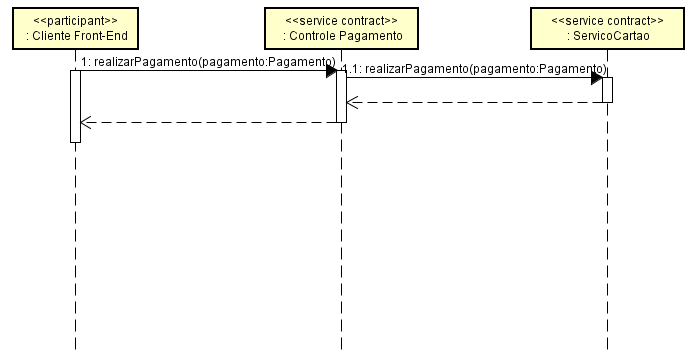 <<participant>>
: Cliente Front-End
<<service contract>>
: Controle Pagamento
<<service contract>>
: ServicoCartao
1: realizarPagamento(pagamento:Pagamento)
1.1: realizarPagamento(pagamento:Pagamento)